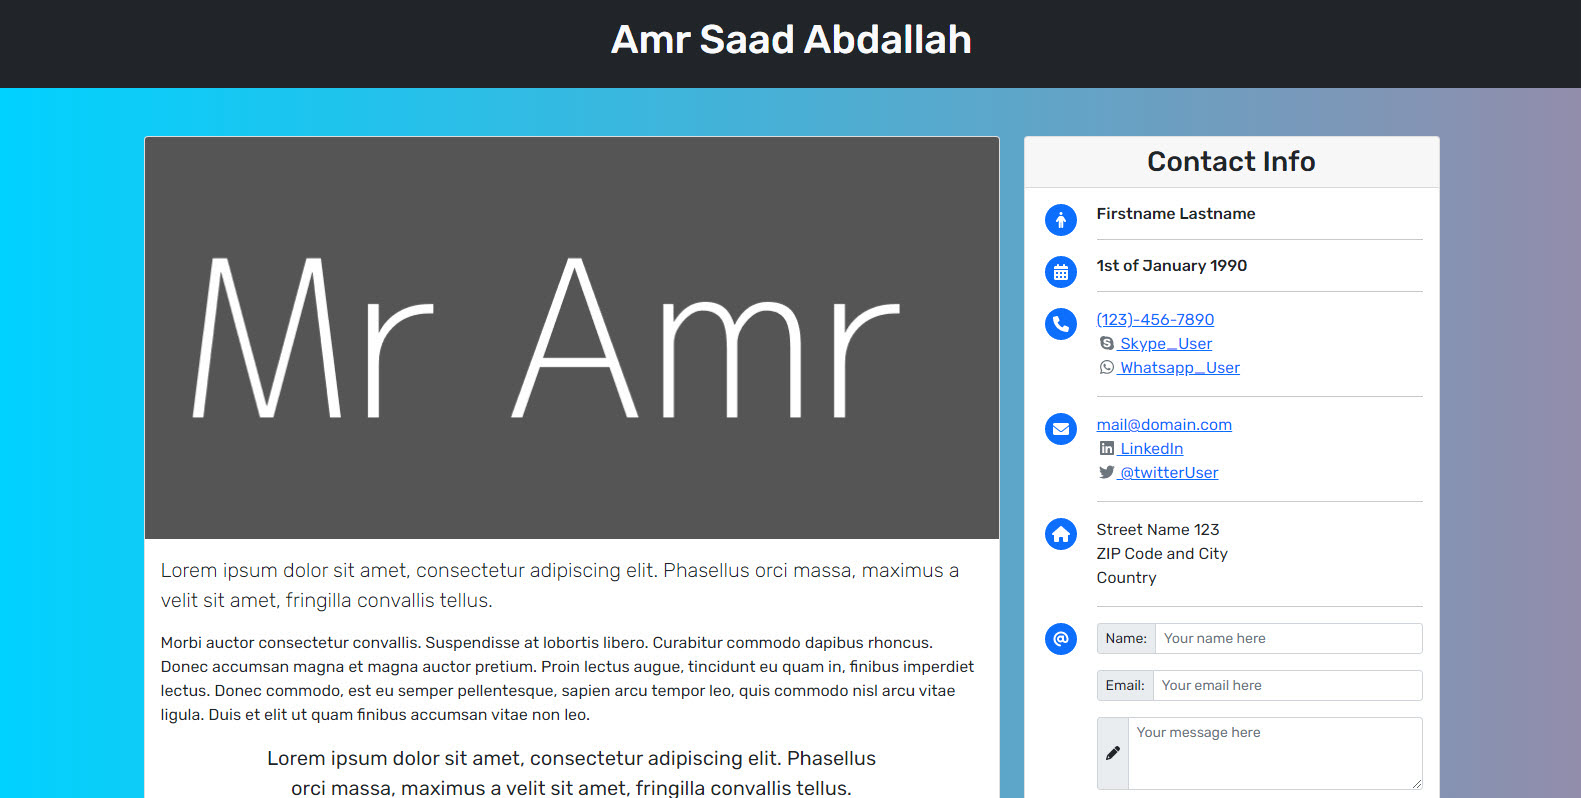 Amr Saad Abdallah
Mr Amr
Lorem ipsum dolor sit amet, consectetur adipiscing elit. Phasellus orci massa, maximus a
velit sit amet, fringilla convallis tellus.
Morbi auctor consectetur convallis. Suspendisse at lobortis libero. Curabitur commodo dapibus rhoncus.
Donec accumsan magna et magna auctor pretium. Proin lectus augue, tincidunt eu quam in, finibus imperdiet
lectus. Donec commodo, est eu semper pellentesque, sapien arcu tempor leo, quis commodo nisl arcu vitae
ligula. Duis et elit ut quam finibus accumsan vitae non leo.
Lorem ipsum dolor sit amet, consectetur adipiscing elit. Phasellus
orci massa, maximus a velit sit amet, fringilla convallis tellus.
Contact Info
Firstname Lastname
1st of January 1990
(123)-456-7890
Skype_User
Whatsapp_User
mail@domain.com
LinkedIn
@twitterUser
Street Name 123
ZIP Code and City
Country
Name: Your name here
Email: Your email here
Your message here